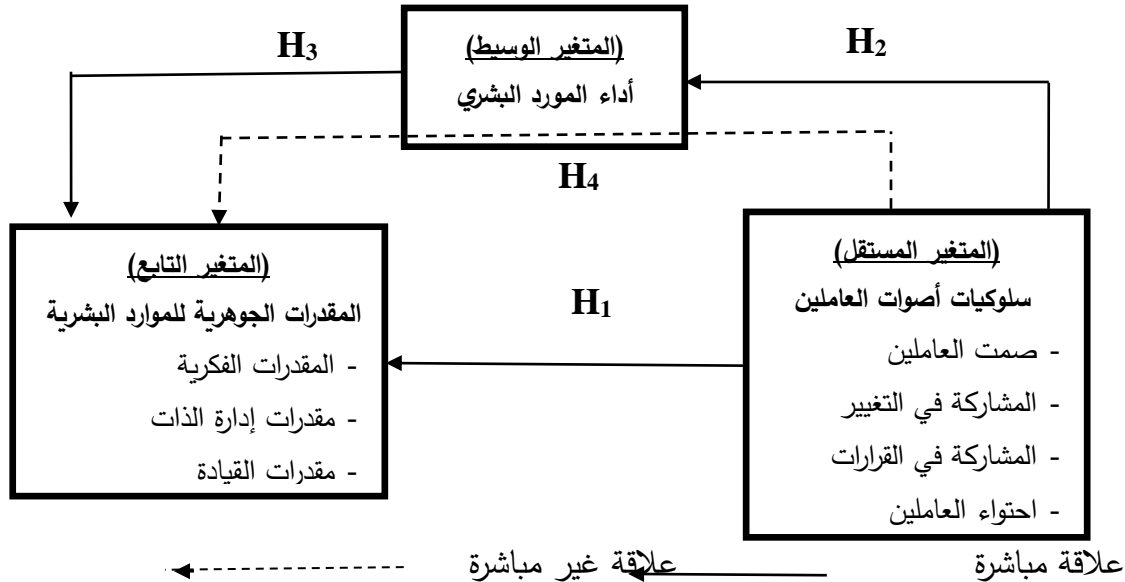 H3
(المتغير الوسيط)
أداء المورد البشري
H2
H4
(المتغير المستقل)
سلوكيات أصوات العاملين
- صمت العاملين
- المشاركة في التغيير
- المشاركة في القرارات
- احتواء العاملين
H1
(المتغير التابع)
المقدرات الجوهرية للموارد البشرية
- المقدرات الفكرية
- مقدرات إدارة الذات
- مقدرات القيادة
علاقة مباشرة
علاقة غير مباشرة